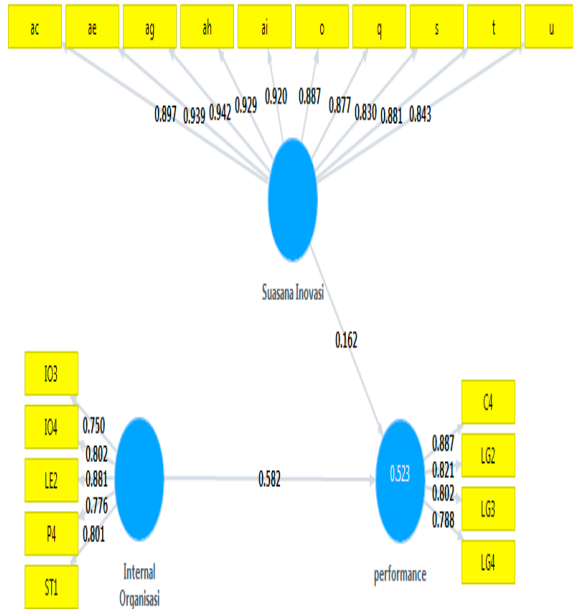 ac ae ag ah ai o q s t u
0.897 0.939 0.942 0.929 0.920 0.887 0.877 0.830 0.881 0.843
Suasana Inovasi
0.162
IO3
IO4
LE2
P4
ST1
0.750
0.802
0.881
0.776
0.801
Internal
Organisasi
0.582
0.523
performance
0.887
0.821
0.802
0.788
C4
LG2
LG3
LG4